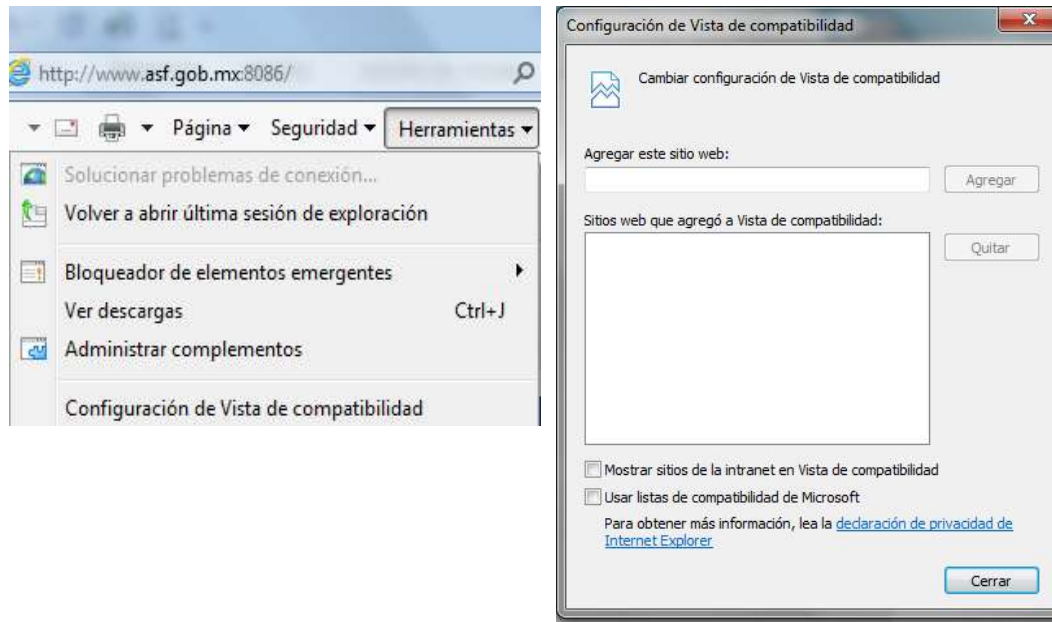 http://www.asf.gob.mx:8086/
Página Seguridad Herramientas
Solucionar problemas de conexión...
Volver a abrir última sesión de exploración
Bloqueador de elementos emergentes
Ver descargas Ctrl+J
Administrar complementos
Configuración de Vista de compatibilidad
Configuración de Vista de compatibilidad
Cambiar configuración de Vista de compatibilidad
Agregar este sitio web:
Agregar
Sitios web que agregó a Vista de compatibilidad:
Quitar
Mostrar sitios de la intranet en Vista de compatibilidad
Usar listas de compatibilidad de Microsoft
Para obtener más información, lea la declaración de privacidad de
Internet Explorer
Cerrar